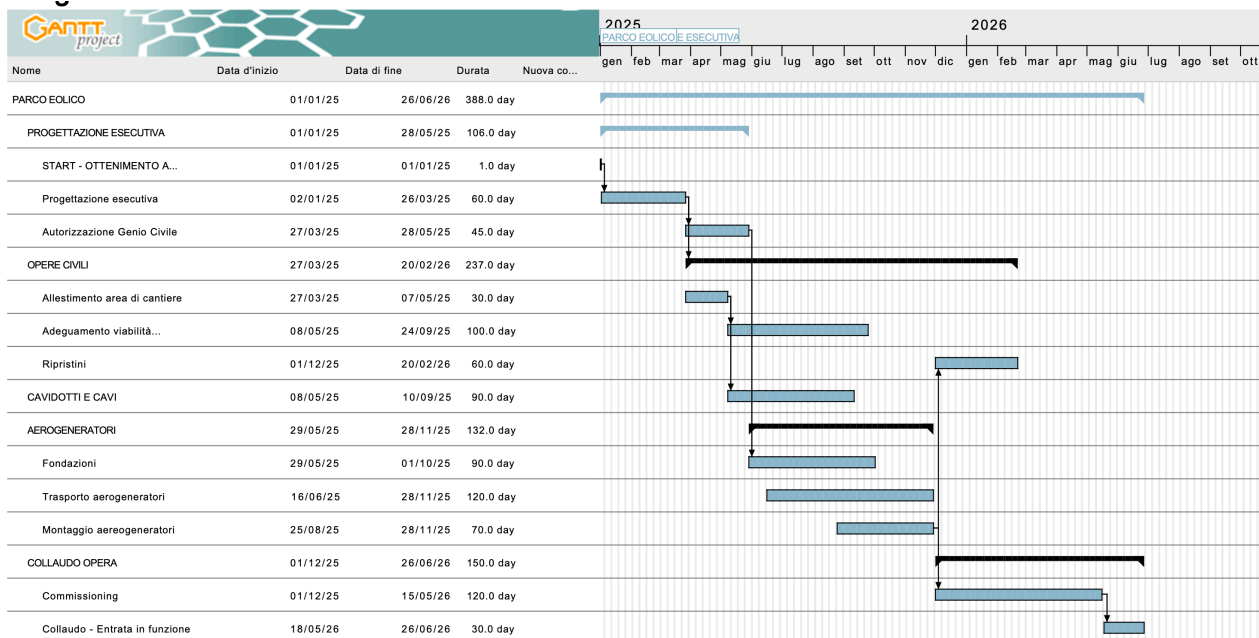 GANTT
project
2025 2026
PARCO EOLICO E ESECUTIVA
gen feb mar apr mag giu lug ago set ott nov dic gen feb mar apr mag giu lug ago set ott
Nome Data d'inizio Data di fine Durata Nuova co...
PARCO EOLICO 01/01/25 26/06/26 388.0 day
PROGETTAZIONE ESECUTIVA 01/01/25 28/05/25 106.0 day
START - OTTENIMENTO A... 01/01/25 01/01/25 1.0 day
Progettazione esecutiva 02/01/25 26/03/25 60.0 day
Autorizzazione Genio Civile 27/03/25 28/05/25 45.0 day
OPERE CIVILI 27/03/25 20/02/26 237.0 day
Allestimento area di cantiere 27/03/25 07/05/25 30.0 day
Adeguamento viabilità... 08/05/25 24/09/25 100.0 day
Ripristini 01/12/25 20/02/26 60.0 day
CAVIDOTTI E CAVI 08/05/25 10/09/25 90.0 day
AEROGENERATORI 29/05/25 28/11/25 132.0 day
Fondazioni 29/05/25 01/10/25 90.0 day
Trasporto aerogeneratori 16/06/25 28/11/25 120.0 day
Montaggio aereogeneratori 25/08/25 28/11/25 70.0 day
COLLAUDO OPERA 01/12/25 26/06/26 150.0 day
Commissioning 01/12/25 15/05/26 120.0 day
Collaudo - Entrata in funzione 18/05/26 26/06/26 30.0 day